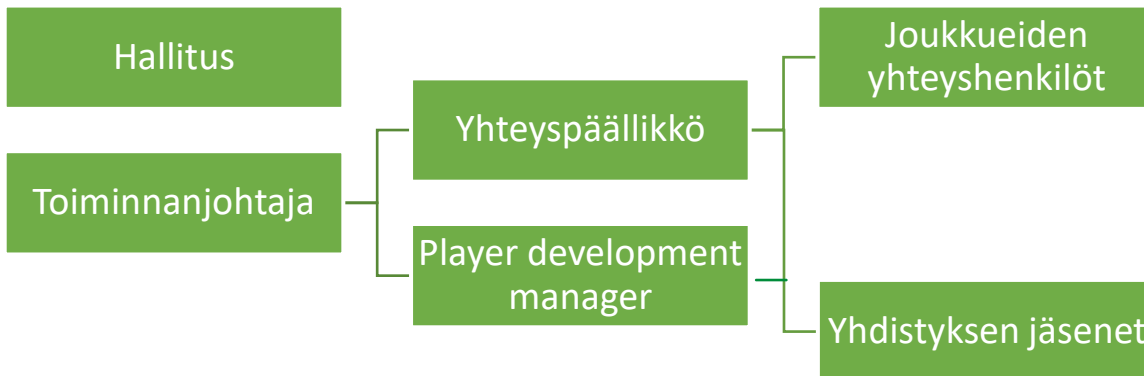 Hallitus
Toiminnanjohtaja
Yhteyspäällikkö
Player development
manager
Joukkueiden
yhteyshenkilöt
Yhdistyksen jäsenet